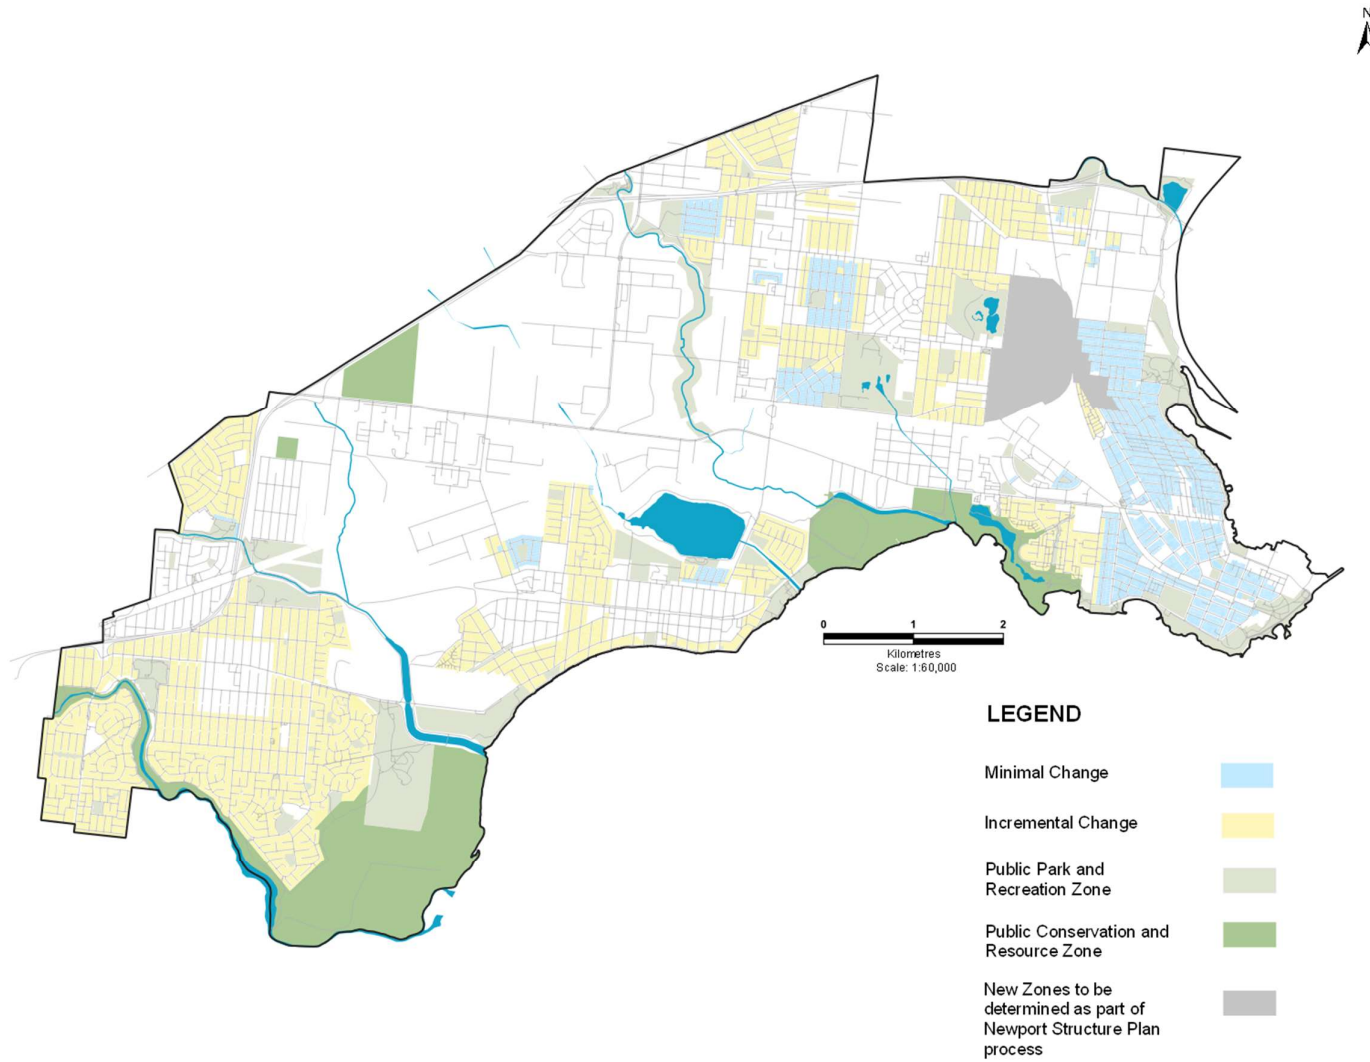 N
0 1 2
Kilometres
Scale: 1:60,000
LEGEND
Minimal Change
Incremental Change
Public Park and
Recreation Zone
Public Conservation and
Resource Zone
New Zones to be
determined as part of
Newport Structure Plan
process